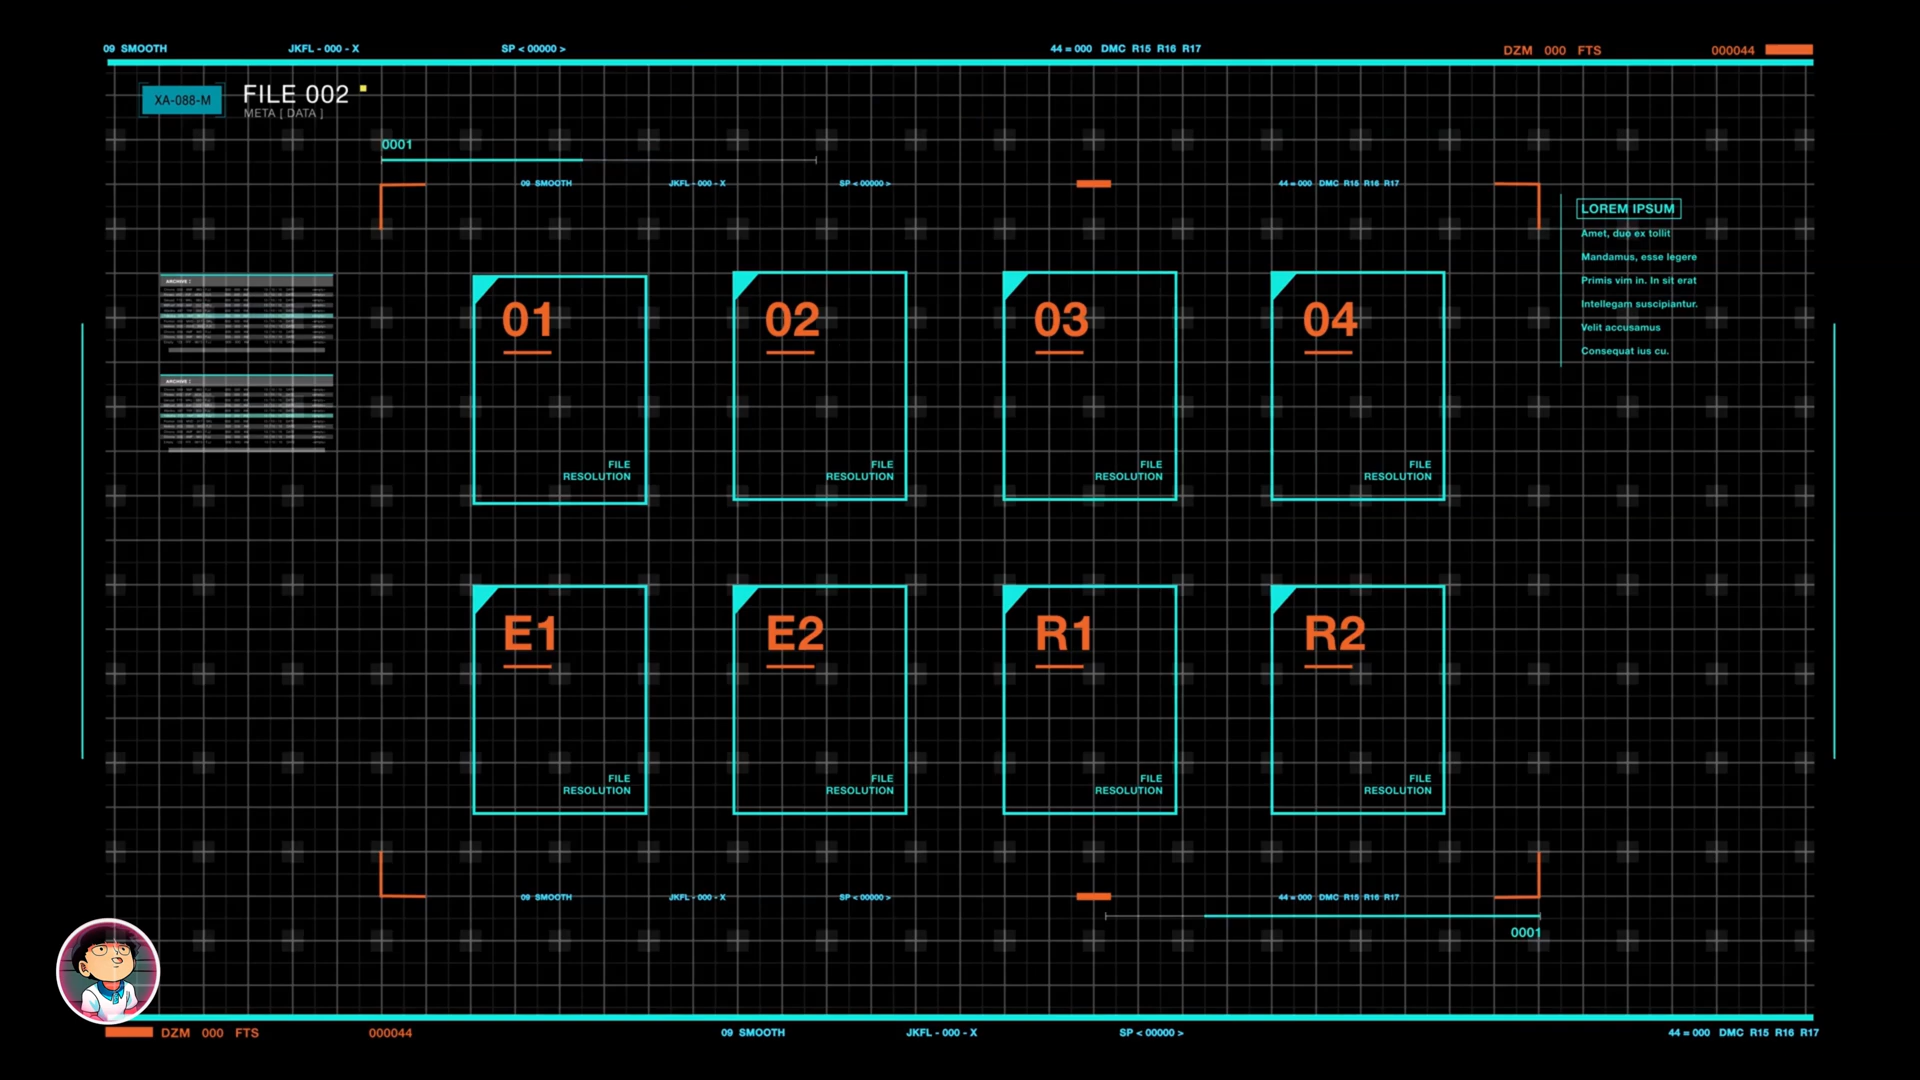 09 SMOOTH JKFL - 000 - X SP < 00000 > 44 = 000 DMC R15 R16 R17 DZM 000 FTS 000044
XA-088-M FILE 002
META [ DATA ]
0001
09 SMOOTH JKFL - 000 - X SP < 00000 > 44 = 000 DMC R15 R16 R17
LOREM IPSUM
Amet, duo ex tollit
Mandamus, esse legere
Primis vim in. In sit erat
Intellegam suscipiantur.
Velit accusamus
Consequat ius cu.
ARCHIVE :
ARCHIVE :
01
FILE
RESOLUTION
02
FILE
RESOLUTION
03
FILE
RESOLUTION
04
FILE
RESOLUTION
E1
FILE
RESOLUTION
E2
FILE
RESOLUTION
R1
FILE
RESOLUTION
R2
FILE
RESOLUTION
09 SMOOTH JKFL - 000 - X SP < 00000 > 44 = 000 DMC R15 R16 R17
0001
DZM 000 FTS 000044 09 SMOOTH JKFL - 000 - X SP < 00000 > 44 = 000 DMC R15 R16 R17